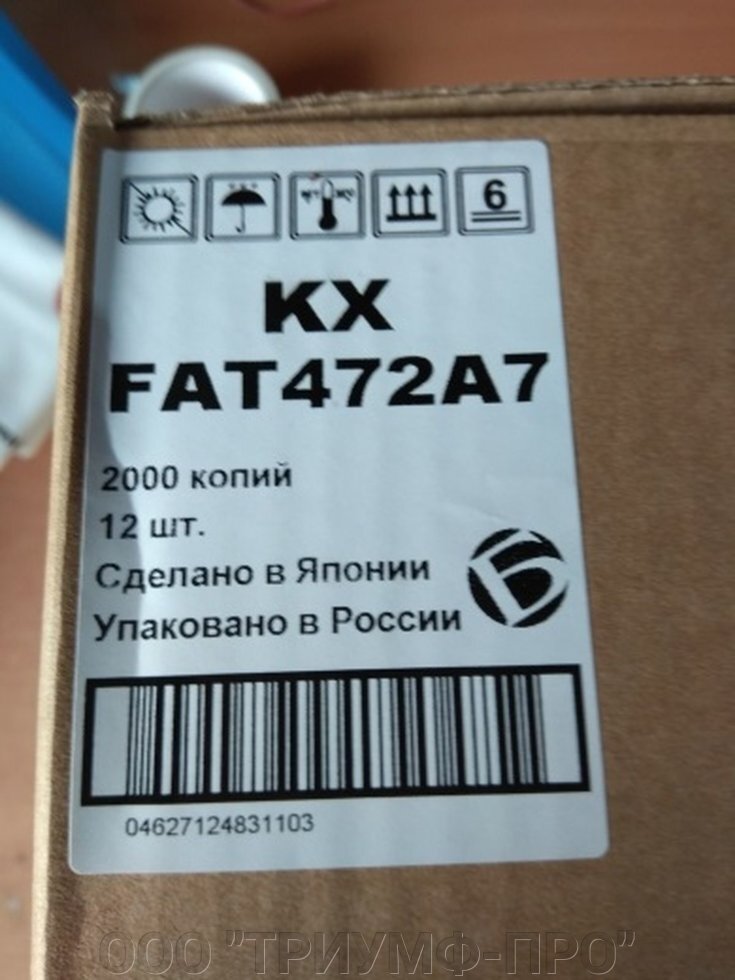 6
KX
FAT472A7
2000 копий
12 шт.
Сделано в Японии
Упаковано в России
Б
04627124831103
ООО "ТРИУМФ-ПРО"